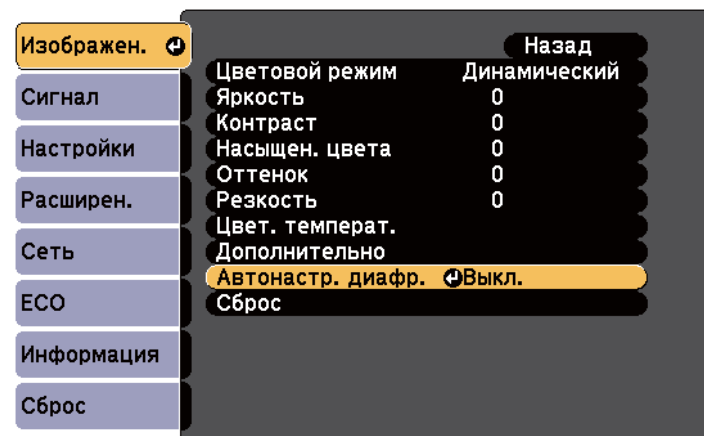 Изображен.
Сигнал
Настройки
Расширен.
Сеть
ECO
Информация
Сброс
Назад
Цветовой режим Динамический
Яркость 0
Контраст 0
Насыщен. цвета 0
Оттенок 0
Резкость 0
Цвет. температ.
Дополнительно
Автонастр. диафр. Выкл.
Сброс